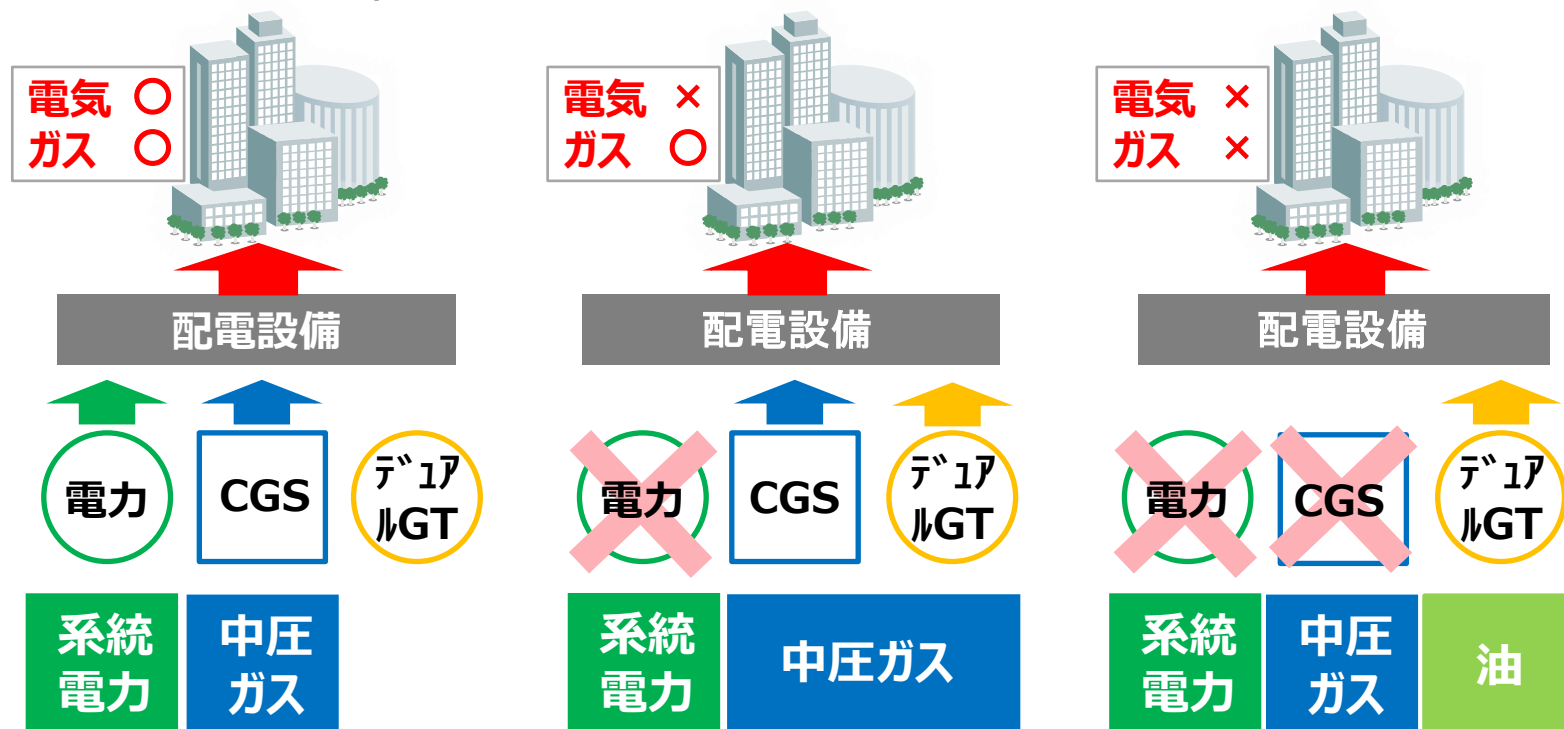 電気 〇
ガス 〇
配電設備
電力
CGS
ﾃﾞｭｱ
ﾙGT
系統
電力
中圧
ガス
電気 ×
ガス 〇
配電設備
電力
CGS
ﾃﾞｭｱ
ﾙGT
系統
電力
中圧ガス
電気 ×
ガス ×
配電設備
電力
CGS
ﾃﾞｭｱ
ﾙGT
系統
電力
中圧
ガス
油